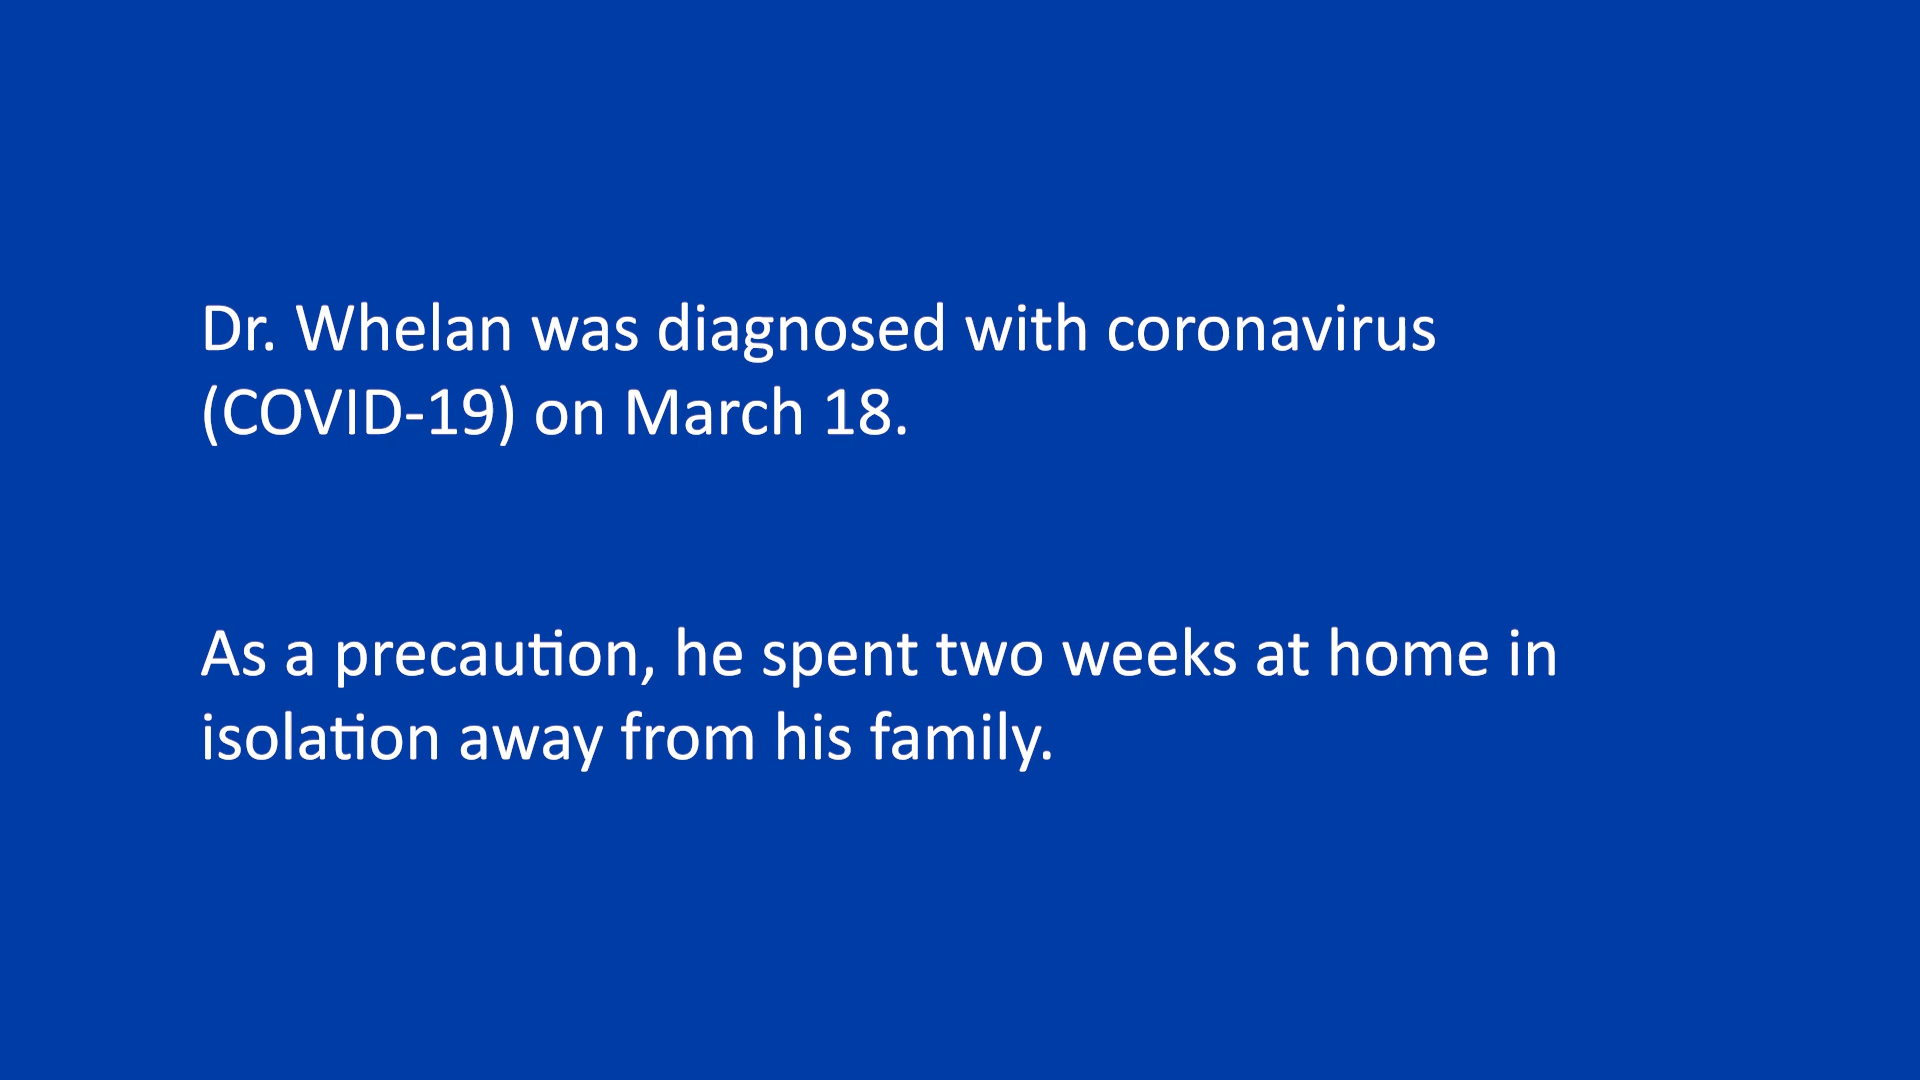 Dr. Whelan was diagnosed with coronavirus
(COVID-19) on March 18.
As a precaution, he spent two weeks at home in
isolation away from his family.